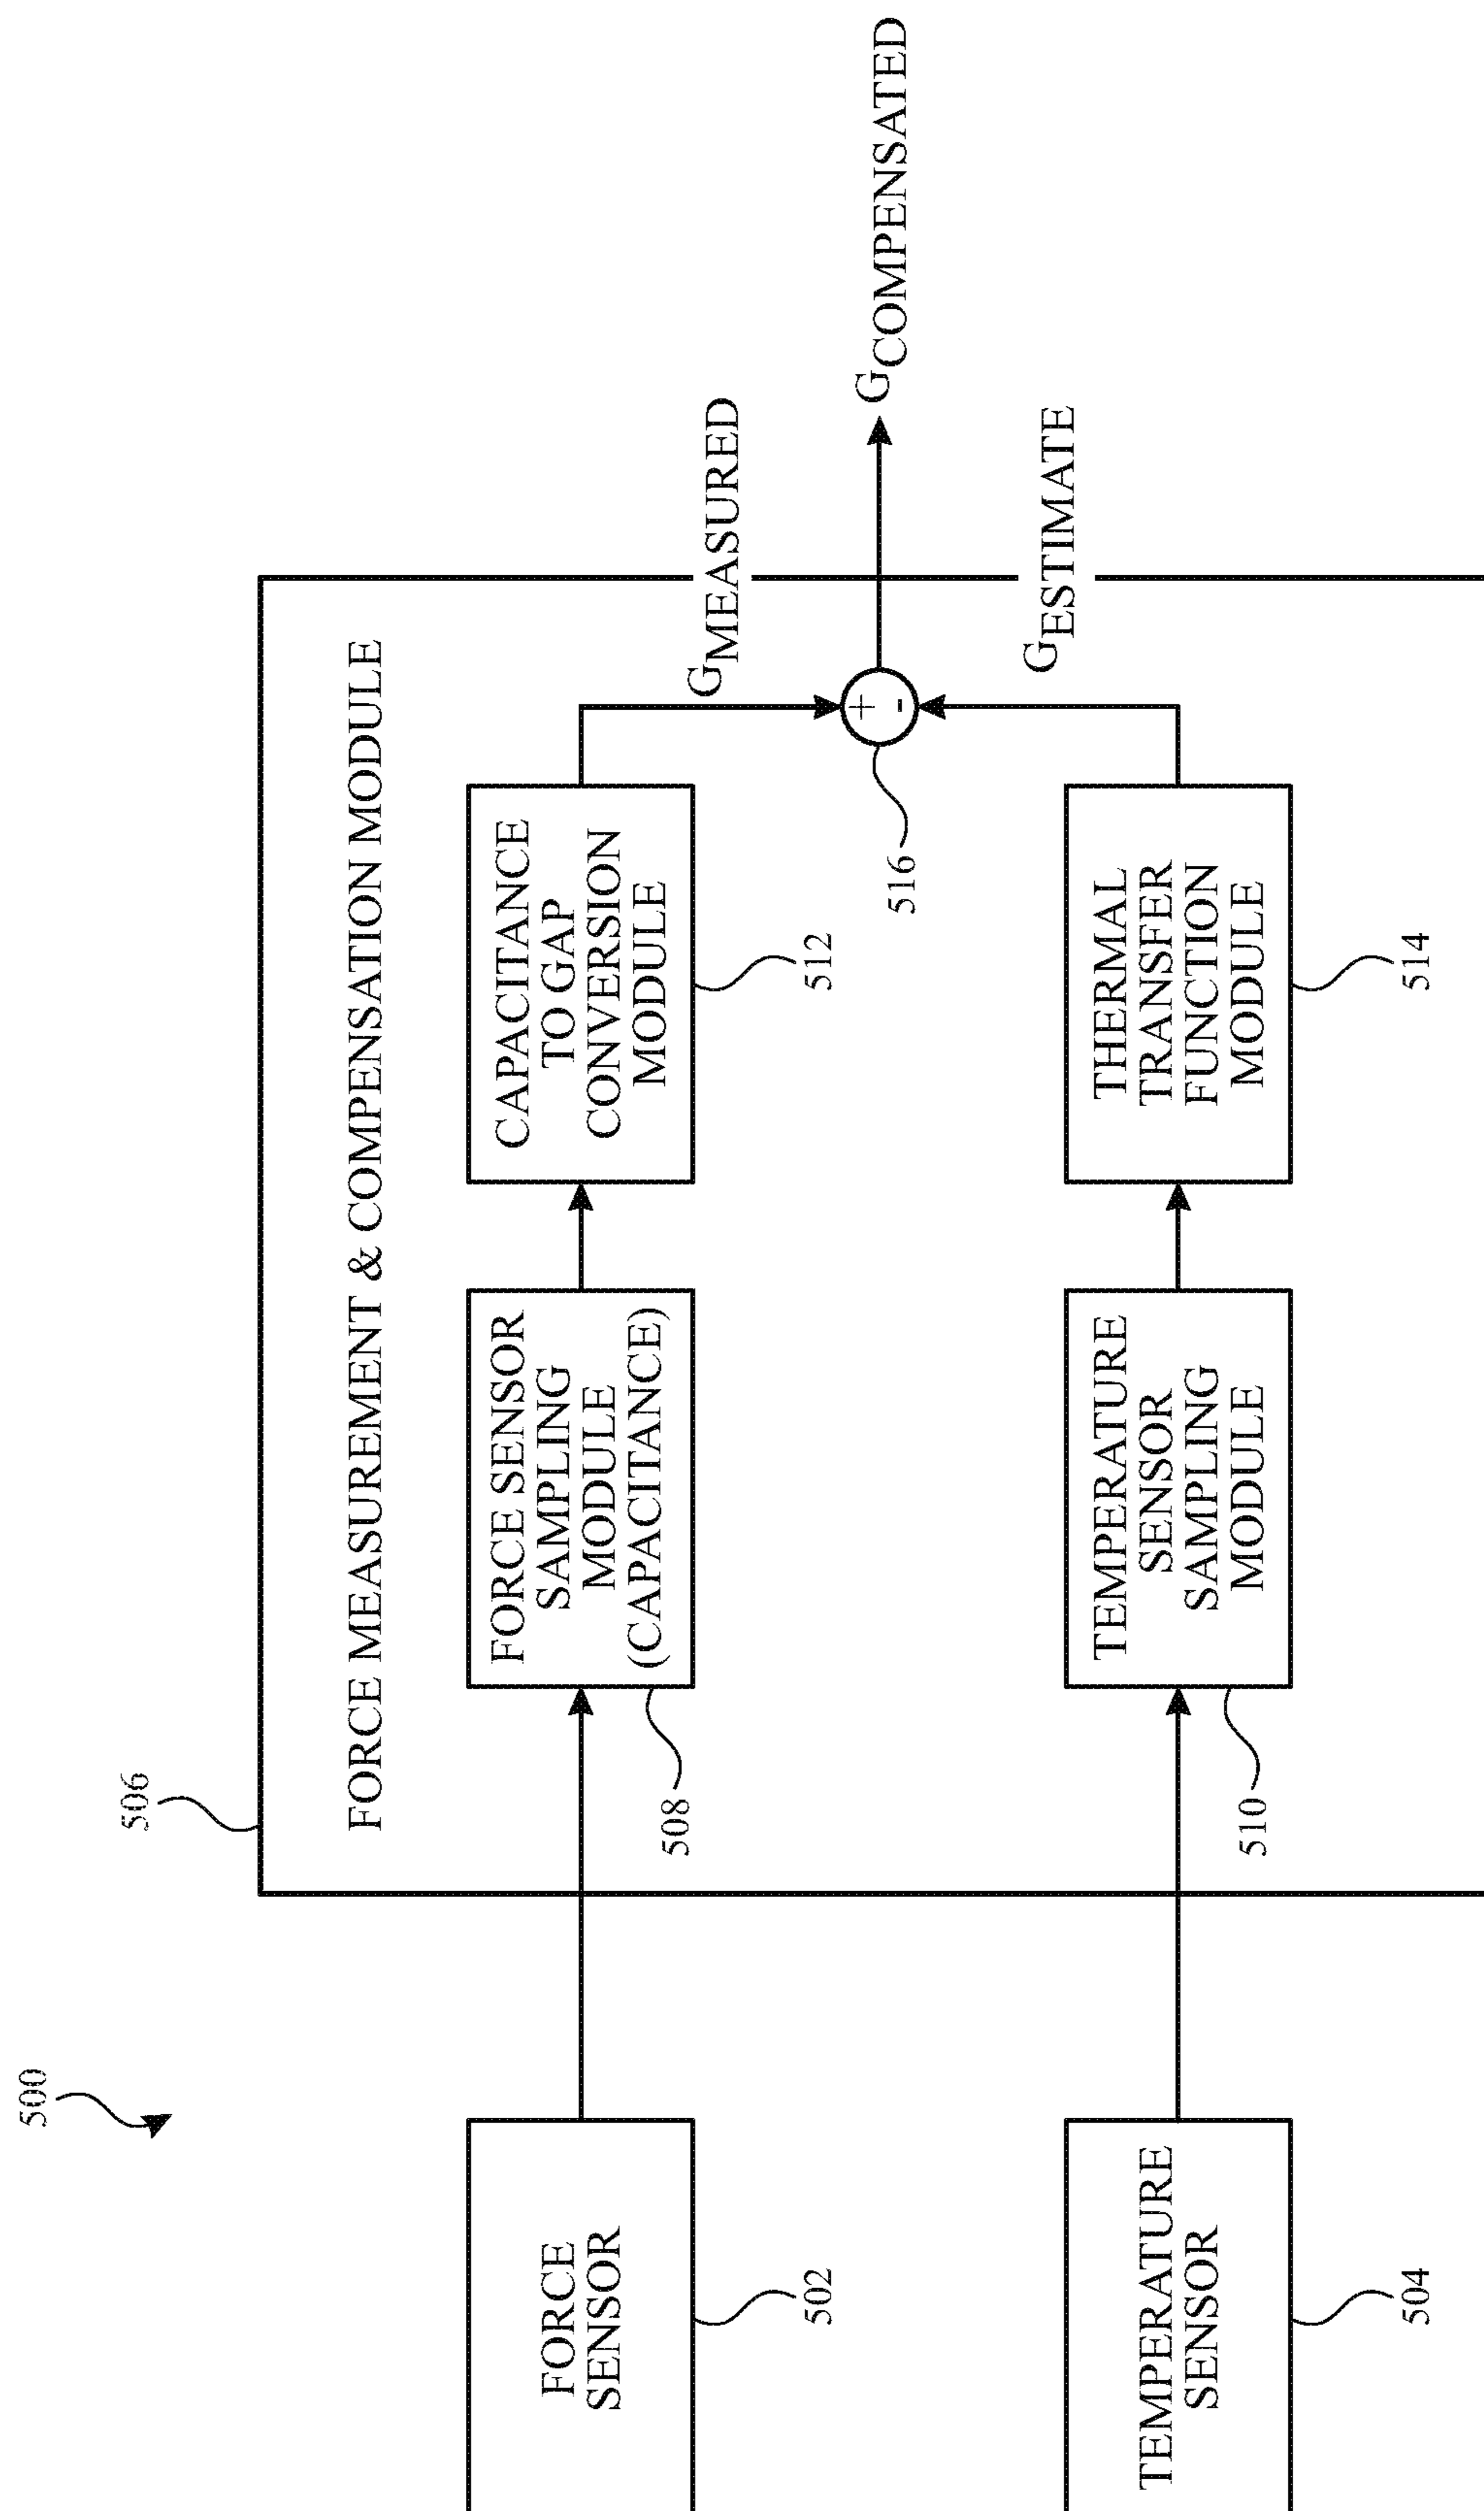 500
506
FORCE MEASUREMENT & COMPENSATION MODULE
FORCE
SENSOR
502
FORCE SENSOR
SAMPLING
MODULE
(CAPACITANCE)
508
CAPACITANCE
TO GAP
CONVERSION
MODULE
512
GMEASURED
+
-
516
GCOMPENSATED
TEMPERATURE
SENSOR
504
TEMPERATURE
SENSOR
SAMPLING
MODULE
510
THERMAL
TRANSFER
FUNCTION
MODULE
514
GESTIMATE